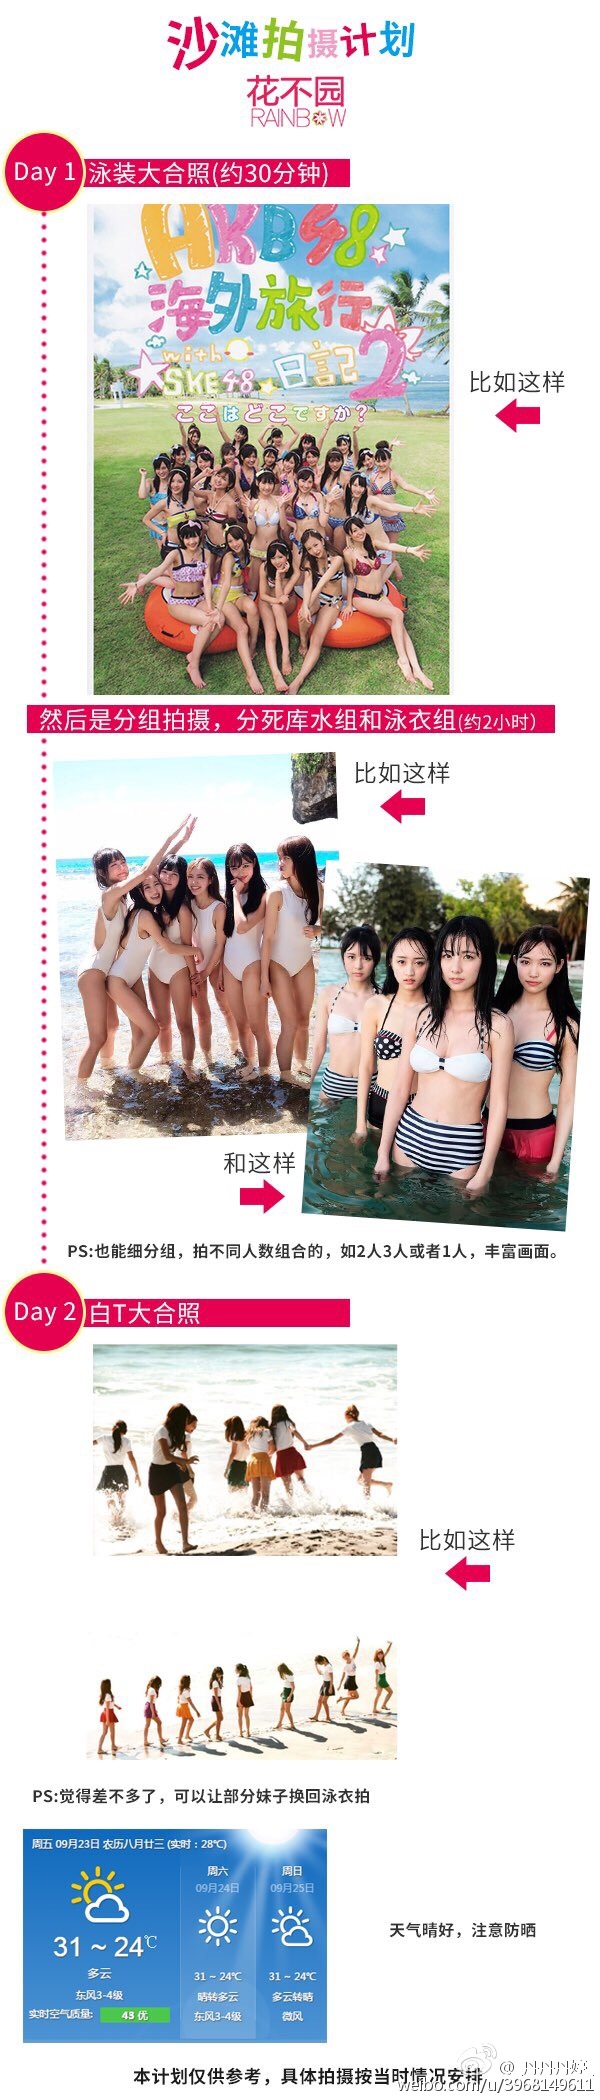 沙滩拍摄计划
花不园
RAINBOW
Day 1 泳装大合照(约30分钟)
AKB48
海外旅行
with
SKE48 日記2
ここはどこですか?
比如这样
然后是分组拍摄，分死库水组和泳衣组(约2小时)
比如这样
和这样
PS:也能细分组，拍不同人数组合的，如2人3人或者1人，丰富画面。
Day 2 白T大合照
比如这样
PS:觉得差不多了，可以让部分妹子换回泳衣拍
周五 09月23日 农历八月廿三 (实时：28℃)
31 ~ 24℃
多云
东风3-4级
实时空气质量: 43 优
周六
09月24日
31 ~ 24℃
晴转多云
东风3-4级
周日
09月25日
31 ~ 24℃
多云转晴
微风
天气晴好，注意防晒
本计划仅供参考，具体拍摄按当时情况安排
weibo.com/u/3968149611